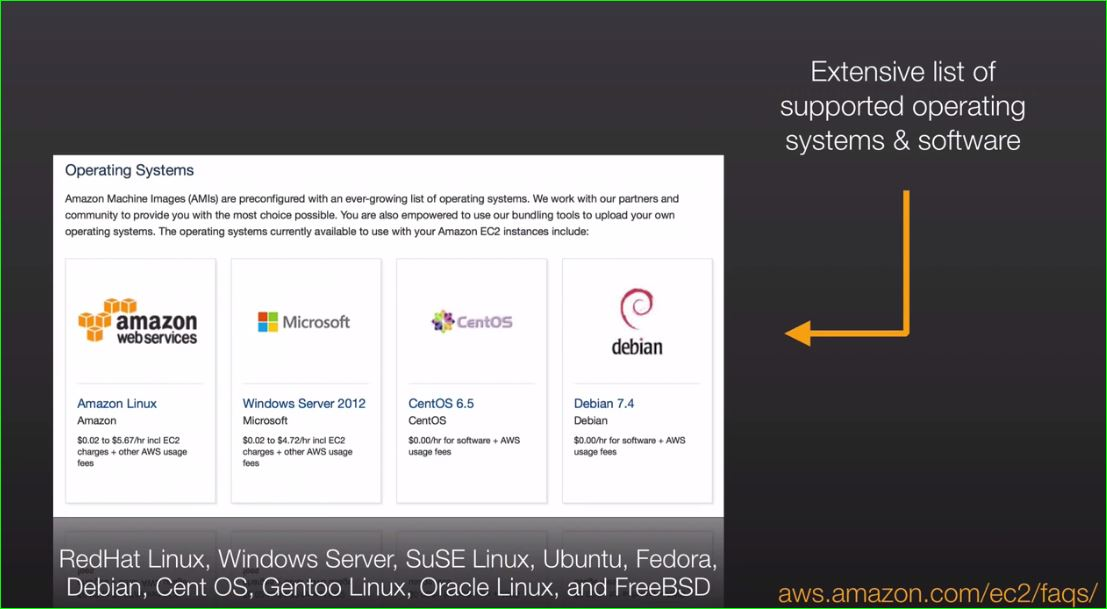 Extensive list of
supported operating
systems & software
Operating Systems
Amazon Machine Images (AMIs) are preconfigured with an ever-growing list of operating systems. We work with our partners and
community to provide you with the most choice possible. You are also empowered to use our bundling tools to upload your own
operating systems. The operating systems currently available to use with your Amazon EC2 instances include:
amazon
webservices
Amazon Linux
Amazon
$0.02 to $5.67/hr incl EC2
charges + other AWS usage
fees
Microsoft
Windows Server 2012
Microsoft
$0.02 to $4.72/hr incl EC2
charges + other AWS usage
fees
CentOS
CentOS 6.5
CentOS
$0.00/hr for software + AWS
usage fees
debian
Debian 7.4
Debian
$0.00/hr for software + AWS
usage fees
RedHat Linux, Windows Server, SuSE Linux, Ubuntu, Fedora,
Debian, Cent OS, Gentoo Linux, Oracle Linux, and FreeBSD
aws.amazon.com/ec2/faqs/